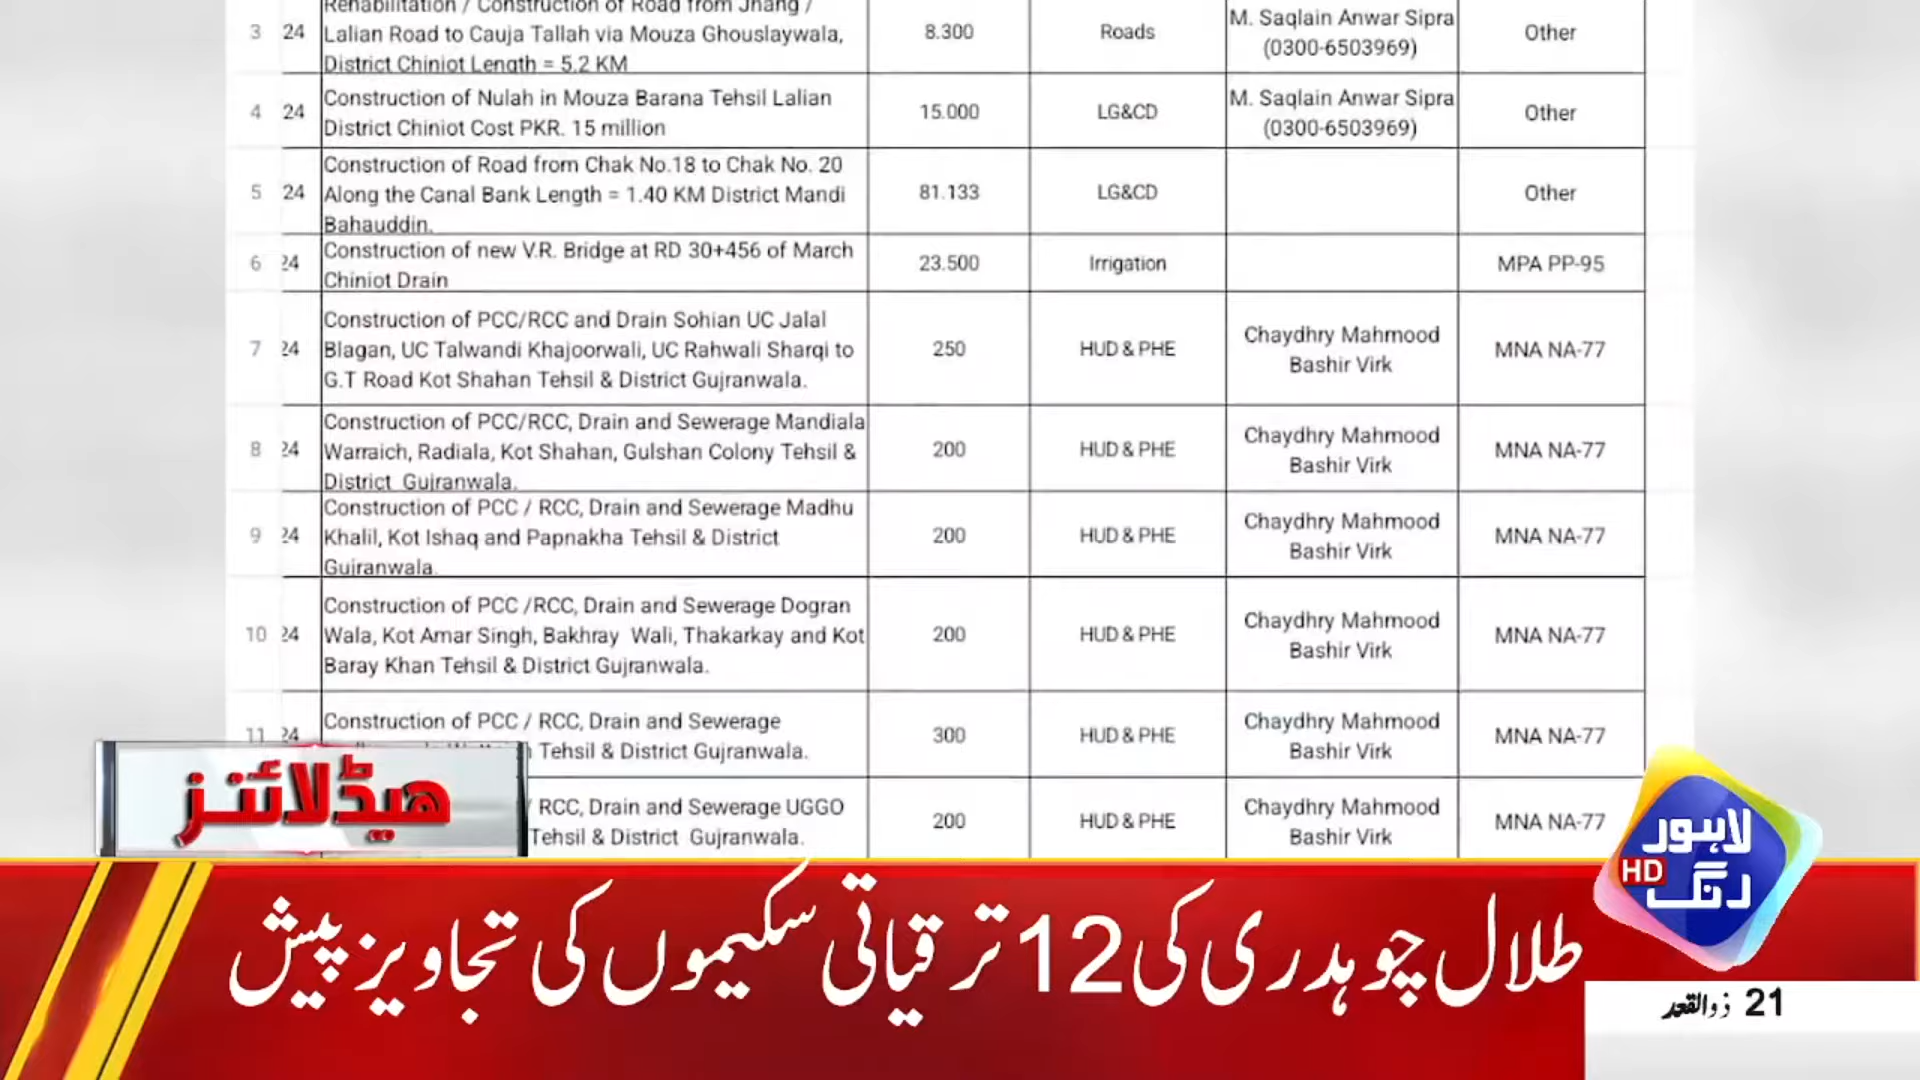 Rehabilitation / Construction of Road from Jhang /
3 24 Lalian Road to Cauja Tallah via Mouza Ghouslaywala, 8.300 Roads M. Saqlain Anwar Sipra (0300-6503969) Other
District Chiniot Length = 5.2 KM
4 24 Construction of Nulah in Mouza Barana Tehsil Lalian 15.000 LG&CD M. Saqlain Anwar Sipra (0300-6503969) Other
District Chiniot Cost PKR. 15 million
5 24 Construction of Road from Chak No.18 to Chak No. 20 81.133 LG&CD Other
Along the Canal Bank Length = 1.40 KM District Mandi
Bahauddin.
6 24 Construction of new V.R. Bridge at RD 30+456 of March 23.500 Irrigation MPA PP-95
Chiniot Drain
7 24 Construction of PCC/RCC and Drain Sohian UC Jalal 250 HUD & PHE Chaydhry Mahmood Bashir Virk MNA NA-77
Blagan, UC Talwandi Khajoorwali, UC Rahwali Sharqi to
G.T Road Kot Shahan Tehsil & District Gujranwala.
8 24 Construction of PCC/RCC, Drain and Sewerage Mandiala 200 HUD & PHE Chaydhry Mahmood Bashir Virk MNA NA-77
Warraich, Radiala, Kot Shahan, Gulshan Colony Tehsil &
District Gujranwala.
9 24 Construction of PCC / RCC, Drain and Sewerage Madhu 200 HUD & PHE Chaydhry Mahmood Bashir Virk MNA NA-77
Khalil, Kot Ishaq and Papnakha Tehsil & District
Gujranwala.
10 24 Construction of PCC /RCC, Drain and Sewerage Dogran 200 HUD & PHE Chaydhry Mahmood Bashir Virk MNA NA-77
Wala, Kot Amar Singh, Bakhray Wali, Thakarkay and Kot
Baray Khan Tehsil & District Gujranwala.
11 24 Construction of PCC / RCC, Drain and Sewerage 300 HUD & PHE Chaydhry Mahmood Bashir Virk MNA NA-77
Tehsil & District Gujranwala.
/ RCC, Drain and Sewerage UGGO 200 HUD & PHE Chaydhry Mahmood Bashir Virk MNA NA-77
Tehsil & District Gujranwala.
ہیڈلائنز
لاہور
رنگ HD
طلال چوہدری کی 12 ترقیاتی سکیموں کی تجاویز پیش
21 ذوالقعد